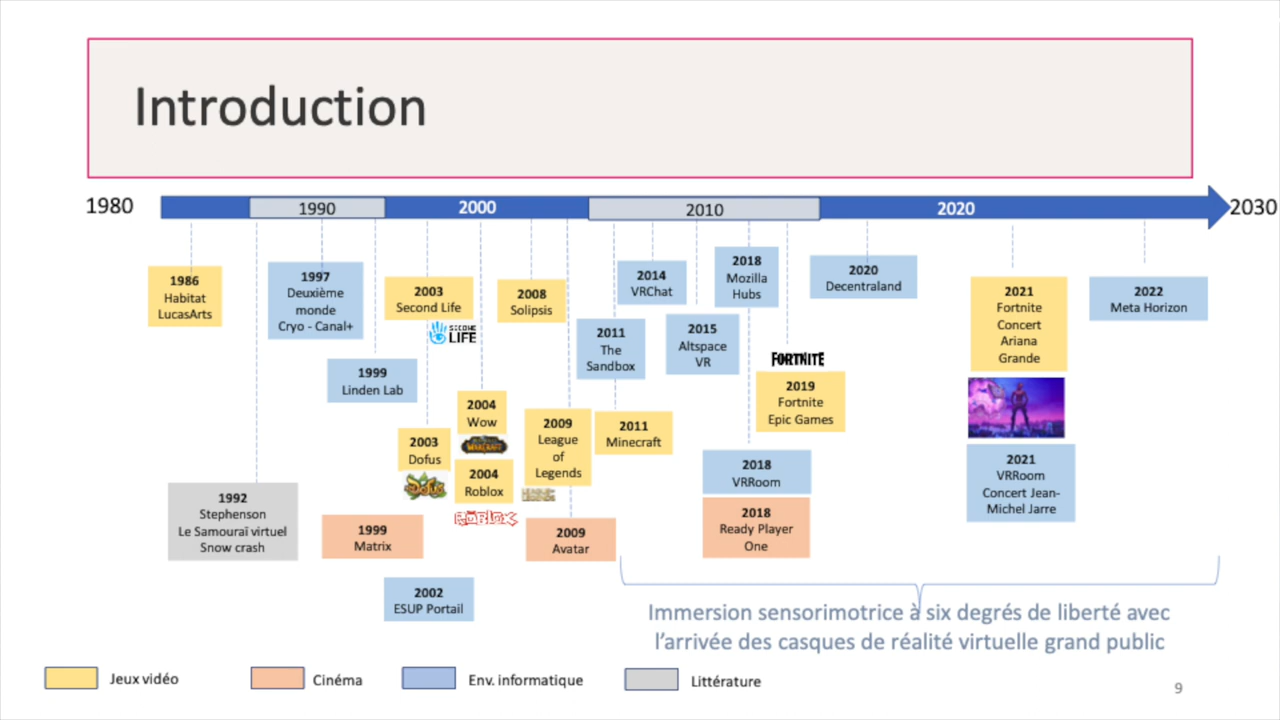 Introduction
1980
1990
2000
2010
2020
2030
1986
Habitat
LucasArts
1997
Deuxième
monde
Cryo - Canal+
2003
Second Life
SECOND
LIFE
2008
Solipsis
2014
VRChat
2018
Mozilla
Hubs
2020
Decentraland
2021
Fortnite
Concert
Ariana
Grande
2022
Meta Horizon
2011
The
Sandbox
2015
Altspace
VR
FORTNITE
2019
Fortnite
Epic Games
1999
Linden Lab
2004
Wow
WARCRAFT
2003
Dofus
DOFUS
2004
Roblox
ROBLOX
2009
League
of
Legends
2011
Minecraft
2018
VRRoom
2021
VRRoom
Concert Jean-
Michel Jarre
1992
Stephenson
Le Samouraï virtuel
Snow crash
1999
Matrix
2009
Avatar
2018
Ready Player
One
2002
ESUP Portail
Immersion sensorimotrice à six degrés de liberté avec
l’arrivée des casques de réalité virtuelle grand public
Jeux vidéo
Cinéma
Env. informatique
Littérature
9